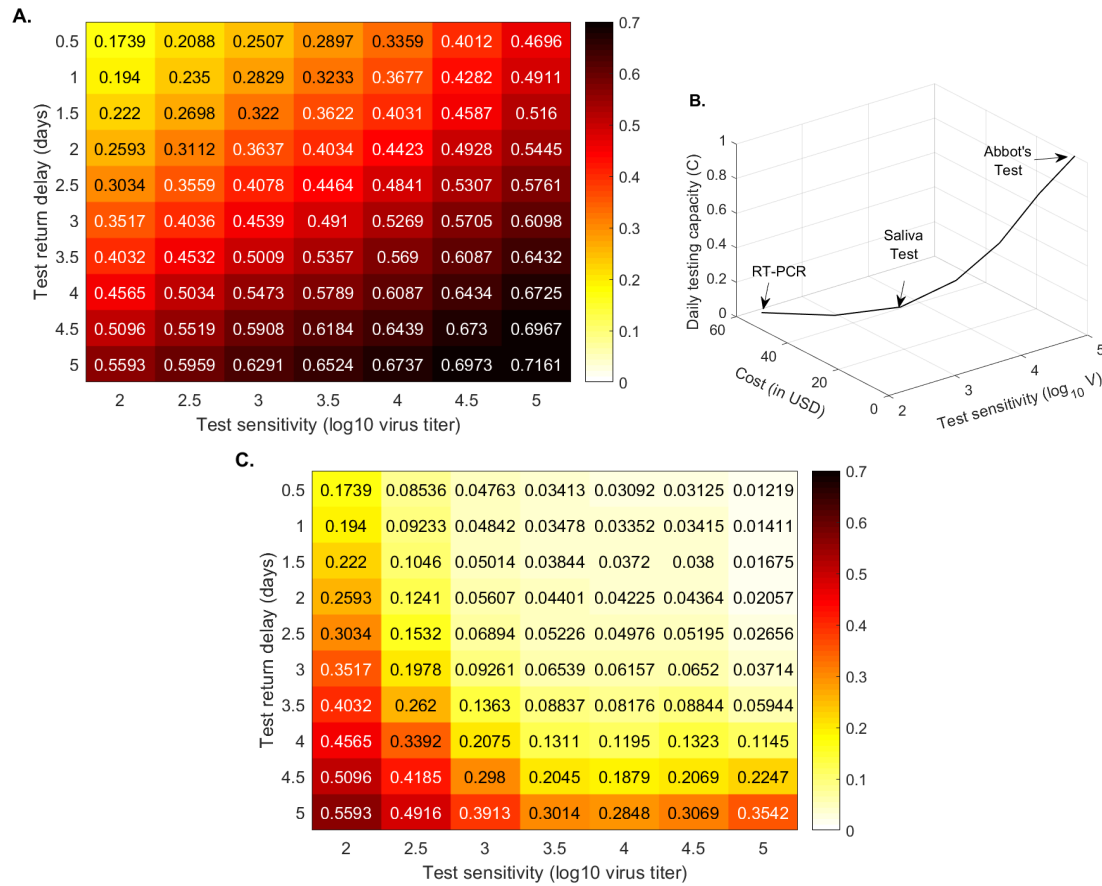 A.
Test return delay (days)
0.5 0.1739 0.2088 0.2507 0.2897 0.3359 0.4012 0.4696
1 0.194 0.235 0.2829 0.3233 0.3677 0.4282 0.4911
1.5 0.222 0.2698 0.322 0.3622 0.4031 0.4587 0.516
2 0.2593 0.3112 0.3637 0.4034 0.4423 0.4928 0.5445
2.5 0.3034 0.3559 0.4078 0.4464 0.4841 0.5307 0.5761
3 0.3517 0.4036 0.4539 0.491 0.5269 0.5705 0.6098
3.5 0.4032 0.4532 0.5009 0.5357 0.569 0.6087 0.6432
4 0.4565 0.5034 0.5473 0.5789 0.6087 0.6434 0.6725
4.5 0.5096 0.5519 0.5908 0.6184 0.6439 0.673 0.6967
5 0.5593 0.5959 0.6291 0.6524 0.6737 0.6973 0.7161
2 2.5 3 3.5 4 4.5 5
Test sensitivity (log10 virus titer)
0.7
0.6
0.5
0.4
0.3
0.2
0.1
0
B.
Daily testing capacity (C)
1
0.8
0.6
0.4
0.2
0
Abbot's
Test
Saliva
Test
RT-PCR
60
40
20
0
Cost (in USD)
2
3
4
5
Test sensitivity (log10 V)
C.
Test return delay (days)
0.5 0.1739 0.08536 0.04763 0.03413 0.03092 0.03125 0.01219
1 0.194 0.09233 0.04842 0.03478 0.03352 0.03415 0.01411
1.5 0.222 0.1046 0.05014 0.03844 0.0372 0.038 0.01675
2 0.2593 0.1241 0.05607 0.04401 0.04225 0.04364 0.02057
2.5 0.3034 0.1532 0.06894 0.05226 0.04976 0.05195 0.02656
3 0.3517 0.1978 0.09261 0.06539 0.06157 0.0652 0.03714
3.5 0.4032 0.262 0.1363 0.08837 0.08176 0.08844 0.05944
4 0.4565 0.3392 0.2075 0.1311 0.1195 0.1323 0.1145
4.5 0.5096 0.4185 0.298 0.2045 0.1879 0.2069 0.2247
5 0.5593 0.4916 0.3913 0.3014 0.2848 0.3069 0.3542
2 2.5 3 3.5 4 4.5 5
Test sensitivity (log10 virus titer)
0.7
0.6
0.5
0.4
0.3
0.2
0.1
0